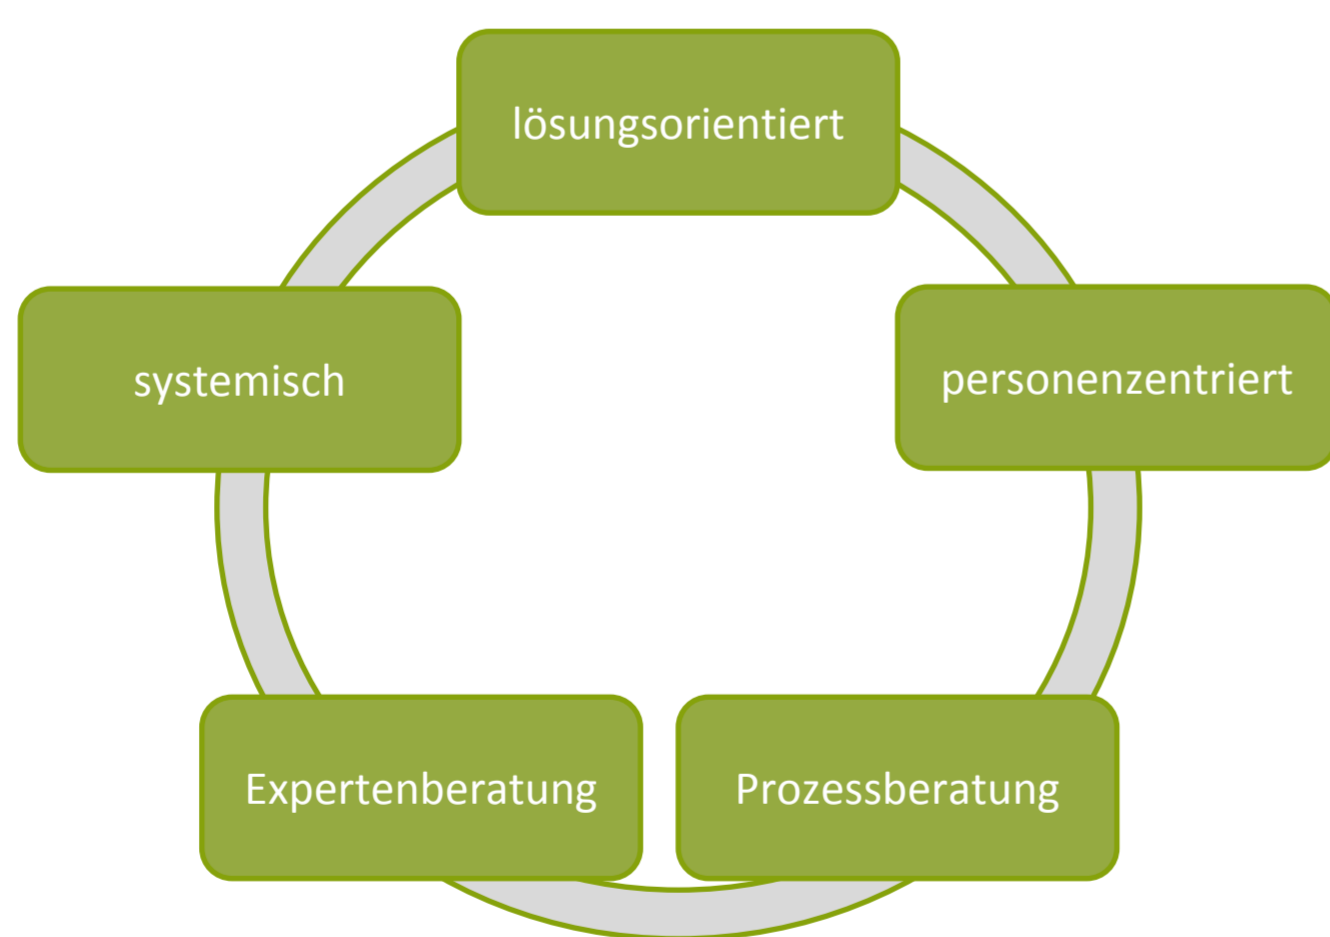 lösungsorientiert
systemisch
personenzentriert
Expertenberatung
Prozessberatung